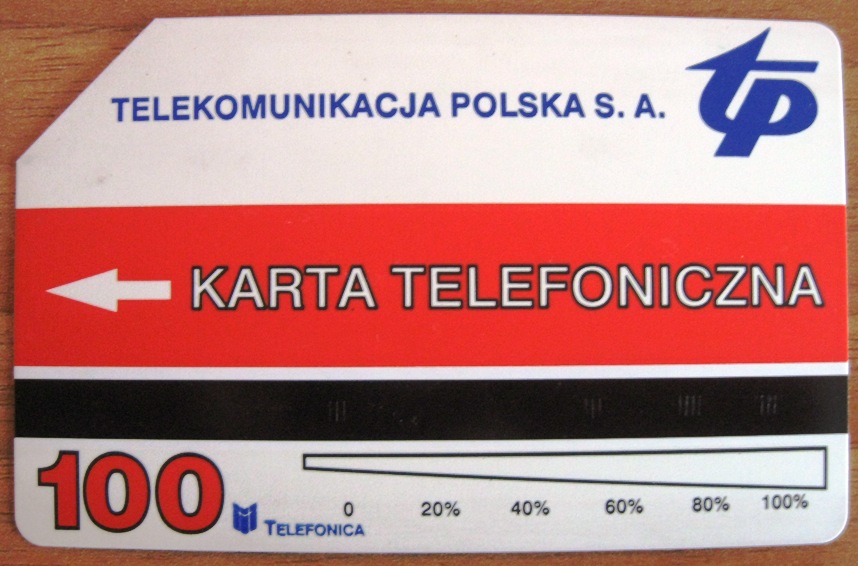 TELEKOMUNIKACJA POLSKA S. A.
tp
KARTA TELEFONICZNA
100
TELEFONICA
0 20% 40% 60% 80% 100%